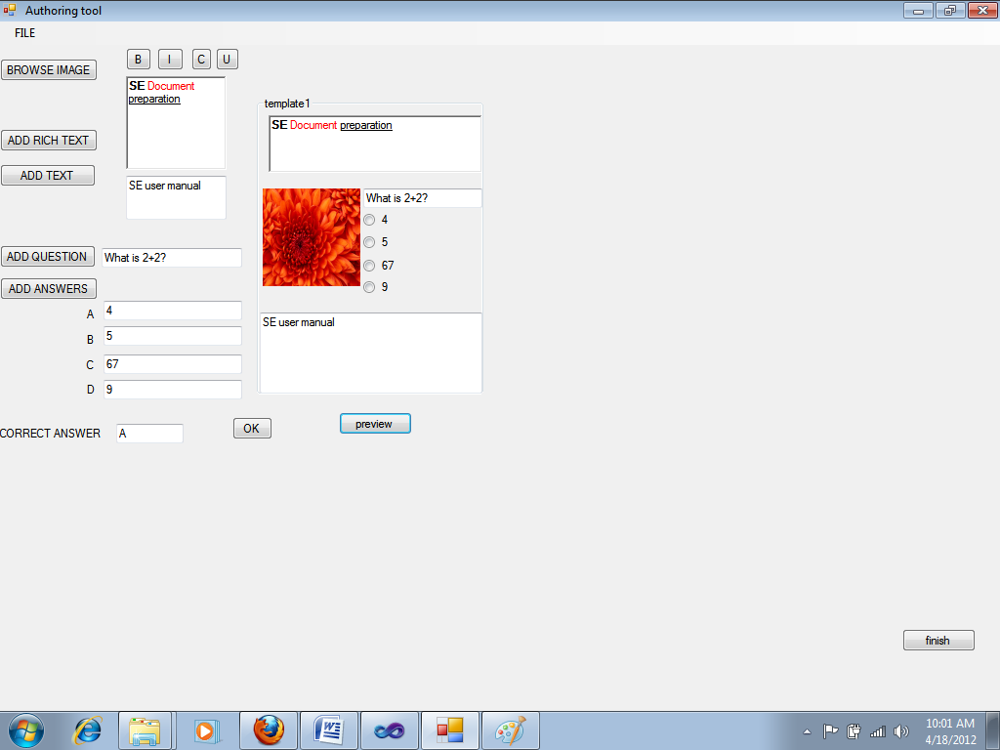 Authoring tool
FILE
B I C U
BROWSE IMAGE
SE Document
preparation
ADD RICH TEXT
ADD TEXT
SE user manual
ADD QUESTION
What is 2+2?
ADD ANSWERS
A 4
B 5
C 67
D 9
CORRECT ANSWER A
OK
template1
SE Document preparation
What is 2+2?
4
5
67
9
SE user manual
preview
finish
10:01 AM
4/18/2012